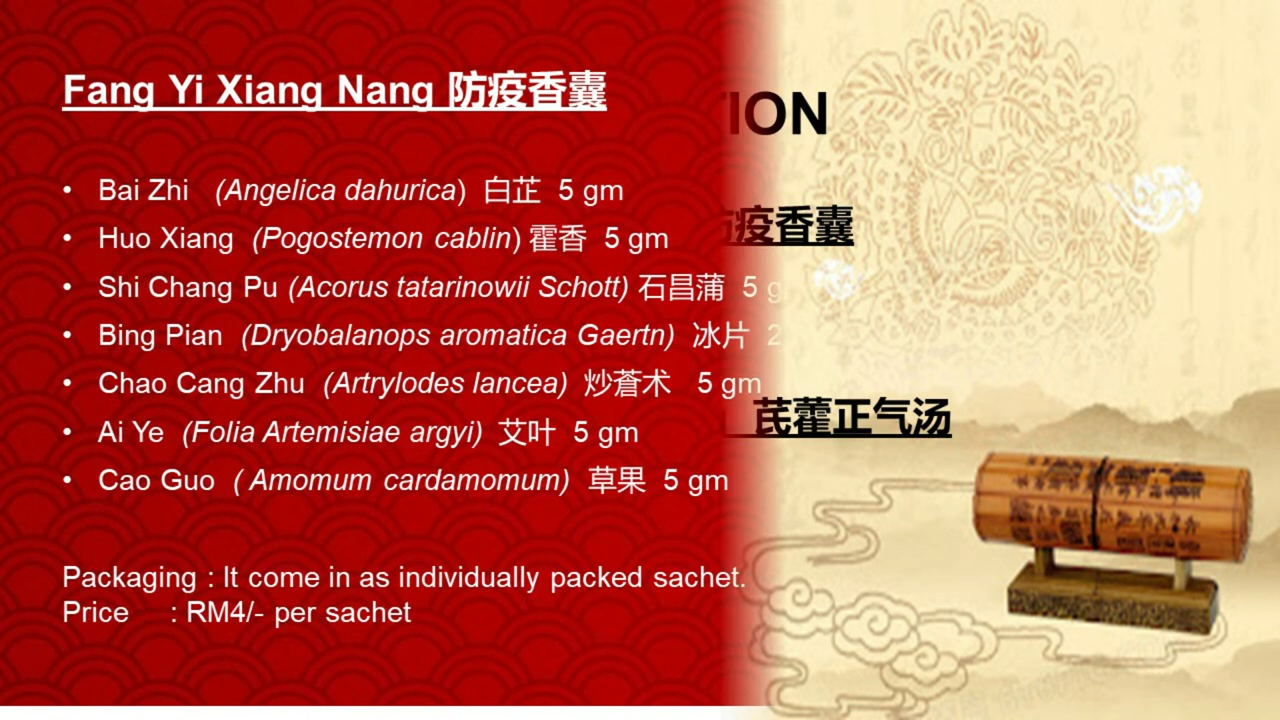 Fang Yi Xiang Nang 防疫香囊
TION
疫香囊
• Bai Zhi (Angelica dahurica) 白芷 5 gm
• Huo Xiang (Pogostemon cablin) 霍香 5 gm
• Shi Chang Pu (Acorus tatarinowii Schott) 石昌蒲 5 g
• Bing Pian (Dryobalanops aromatica Gaertn) 冰片 2
• Chao Cang Zhu (Artrylodes lancea) 炒蒼术 5 gm
芪藿正气汤
• Ai Ye (Folia Artemisiae argyi) 艾叶 5 gm
• Cao Guo ( Amomum cardamomum) 草果 5 gm
Packaging : It come in as individually packed sachet.
Price : RM4/- per sachet